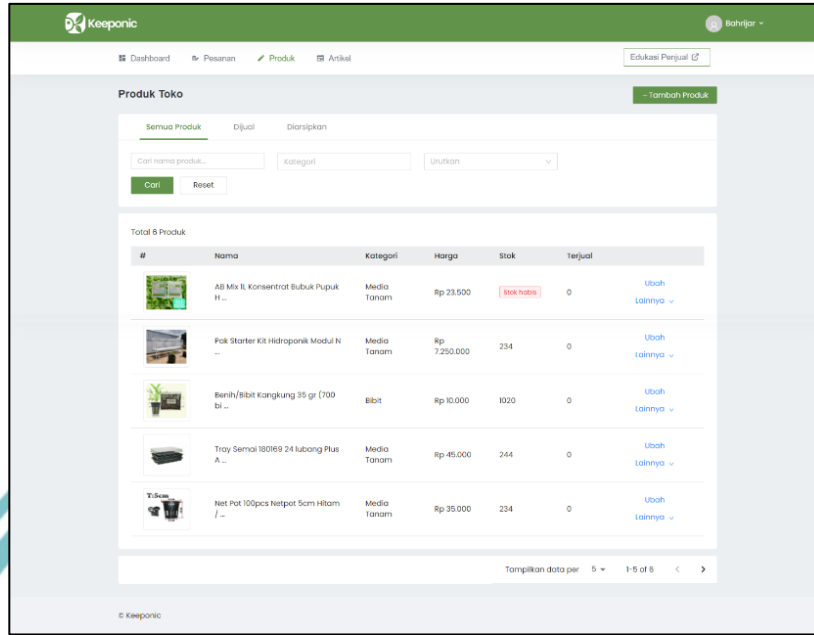 Keeponic
Bahrijar
Dashboard Pesanan Produk Artikel Edukasi Penjual
Produk Toko
Tambah Produk
Semua Produk Dijual Diarsipkan
Cari nama produk... Kategori Urutkan
Cari Reset
Total 6 Produk
# Nama Kategori Harga Stok Terjual
AB Mix 1L Konsentrat Bubuk Pupuk
H ...
Media
Tanam
Rp 23.500 Stok habis 0
Ubah
Lainnya
Pak Starter Kit Hidroponik Modul N
...
Media
Tanam
Rp
7.250.000
234 0
Ubah
Lainnya
Benih/Bibit Kangkung 35 gr (700
bi ...
Bibit Rp 10.000 1020 0
Ubah
Lainnya
Tray Semai 180169 24 lubang Plus
A ...
Media
Tanam
Rp 45.000 244 0
Ubah
Lainnya
T:5cm
Net Pot 100pcs Netpot 5cm Hitam
/ ...
Media
Tanam
Rp 35.000 234 0
Ubah
Lainnya
Tampilkan data per 5 1-5 of 6 < >
© Keeponic